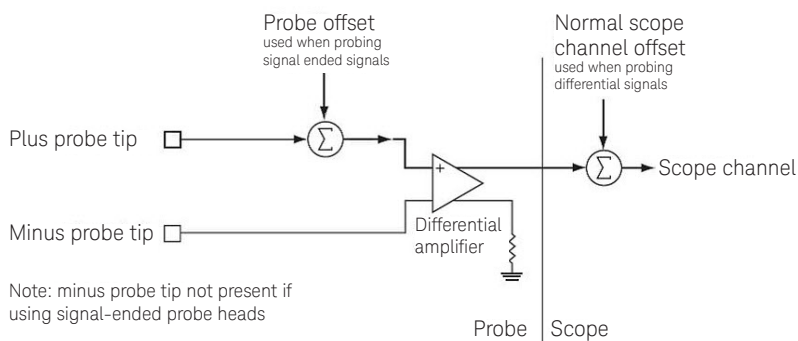 Probe offset
used when probing
signal ended signals
Normal scope
channel offset
used when probing
differential signals
Plus probe tip
Σ
Σ
+
Scope channel
Minus probe tip
Differential
amplifier
Note: minus probe tip not present if
using signal-ended probe heads
Probe
Scope